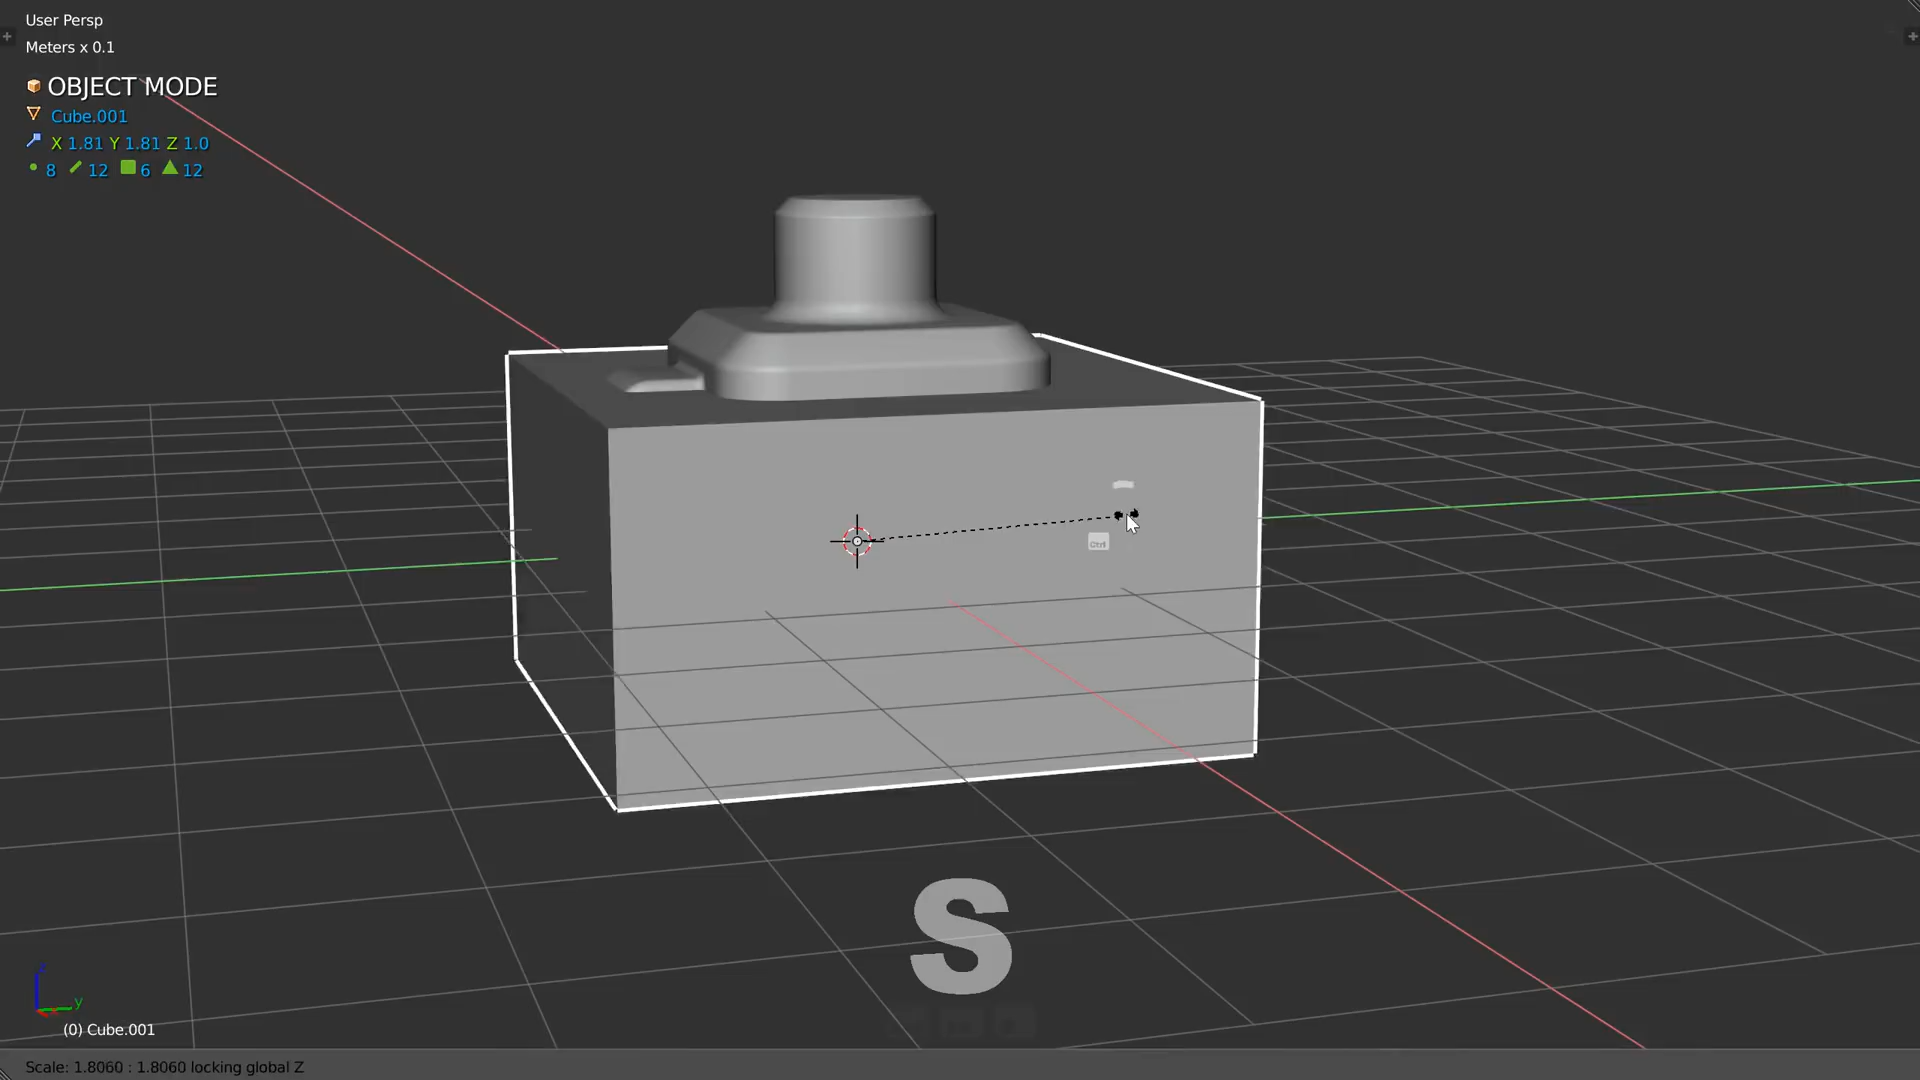 User Persp
Meters x 0.1
OBJECT MODE
Cube.001
X 1.81 Y 1.81 Z 1.0
8 12 6 12
Ctrl
S
z
y
(0) Cube.001
Scale: 1.8060 : 1.8060 locking global Z